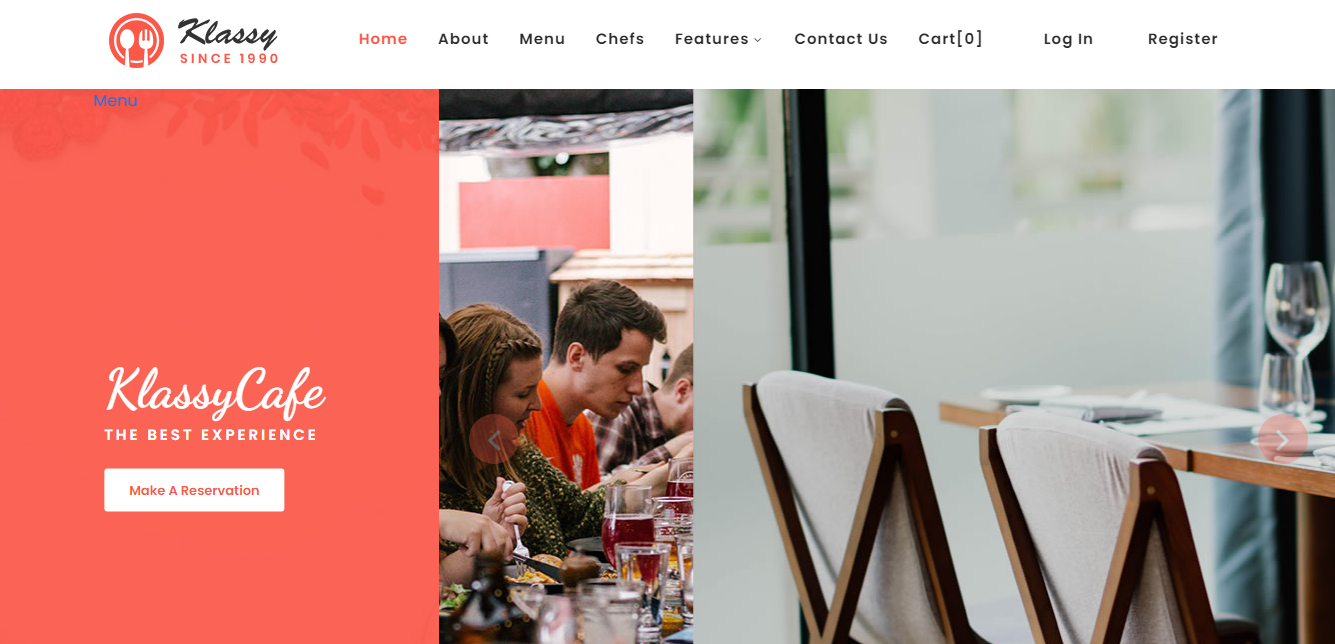 Klassy
SINCE 1990
Home About Menu Chefs Features Contact Us Cart[0] Log In Register
Menu
KlassyCafe
THE BEST EXPERIENCE
Make A Reservation